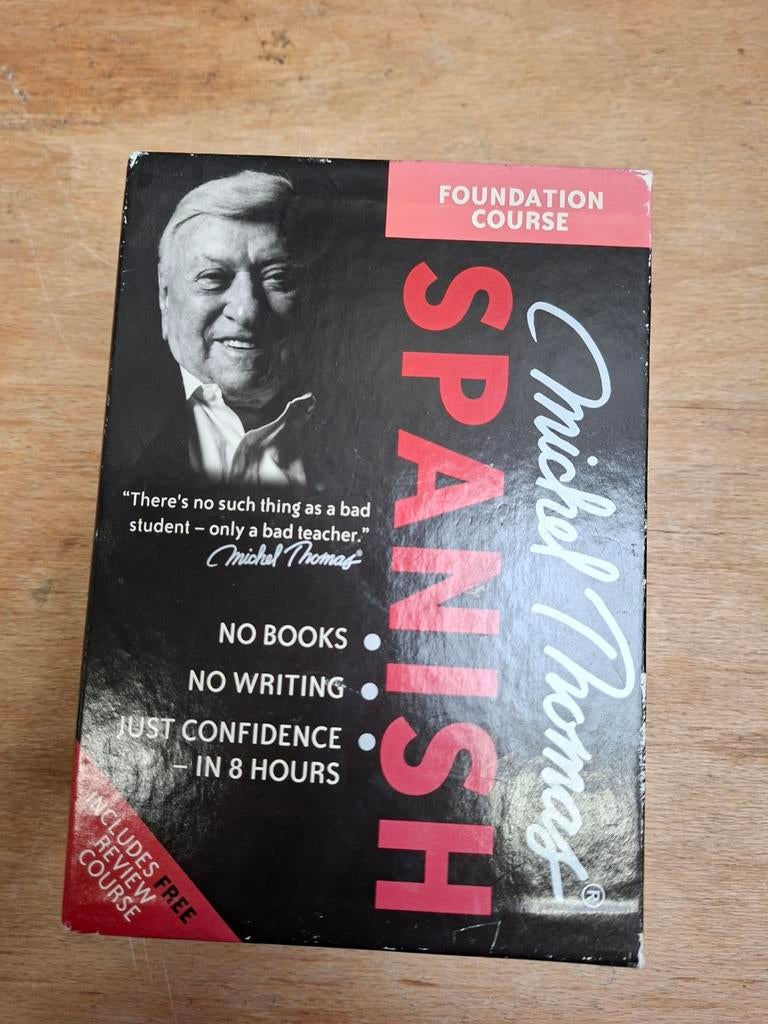 FOUNDATION
COURSE
Michel Thomas®
SPANISH
“There's no such thing as a bad
student – only a bad teacher.”
Michel Thomas®
NO BOOKS •
NO WRITING •
JUST CONFIDENCE •
– IN 8 HOURS
INCLUDES FREE
REVIEW
COURSE